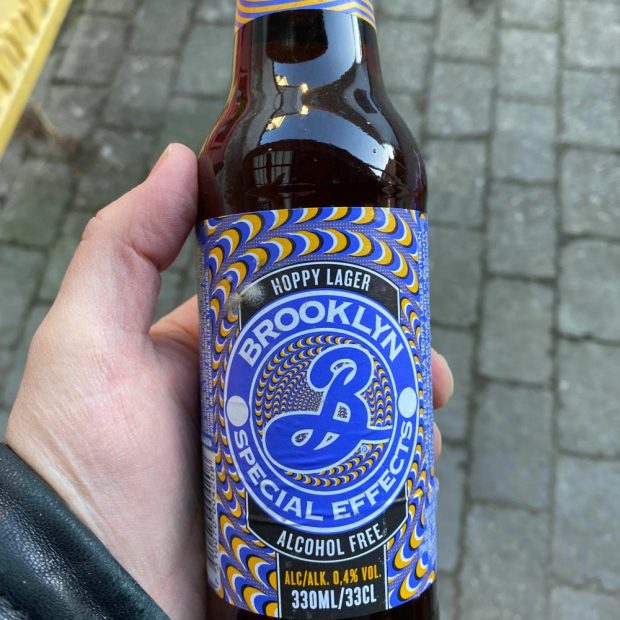 HOPPY LAGER
BROOKLYN
B
SPECIAL EFFECTS
ALCOHOL FREE
ALC/ALK. 0,4% VOL.
330ML/33CL